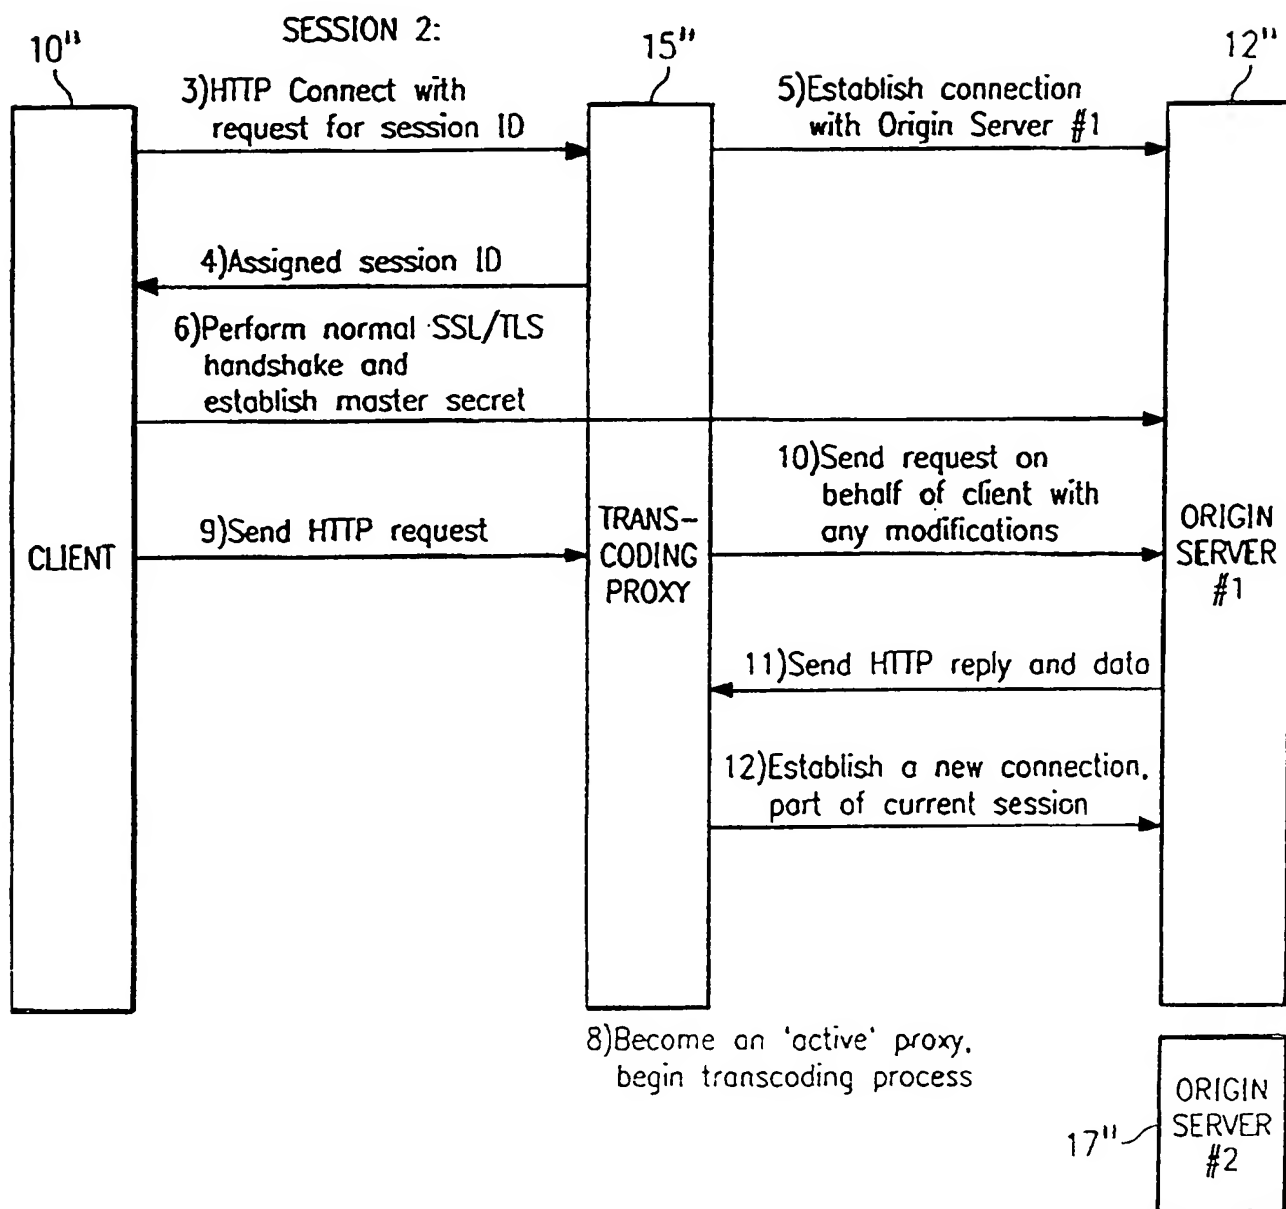 SESSION 2:
10"
15"
12"
3)HTTP Connect with
request for session ID
5)Establish connection
with Origin Server #1
4)Assigned session ID
6)Perform normal SSL/TLS
handshake and
establish master secret
10)Send request on
behalf of client with
any modifications
9)Send HTTP request
CLIENT
TRANS-
CODING
PROXY
ORIGIN
SERVER
#1
11)Send HTTP reply and data
12)Establish a new connection,
part of current session
8)Become an 'active' proxy,
begin transcoding process
17"
ORIGIN
SERVER
#2